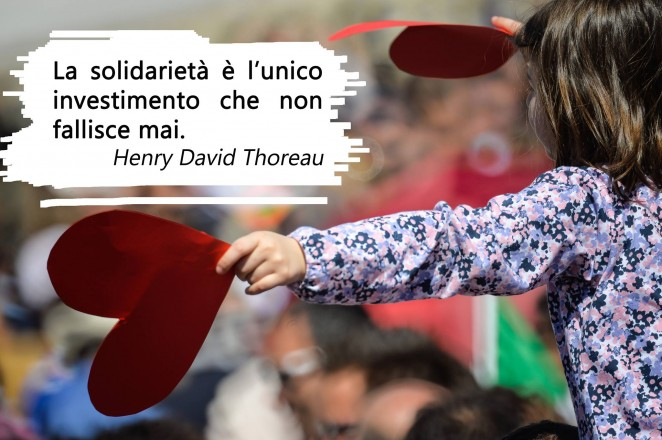 La solidarietà è l’unico
investimento che non
fallisce mai.
Henry David Thoreau